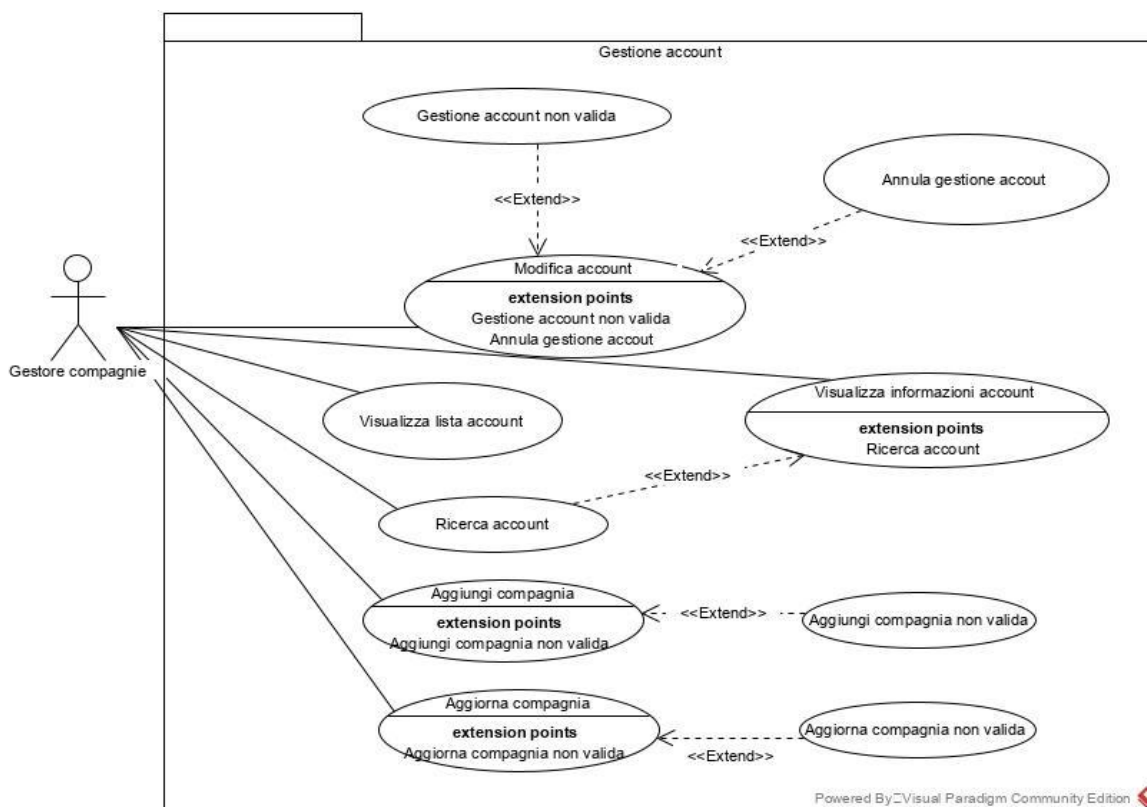 Gestione account
Gestione account non valida
<<Extend>>
Annula gestione accout
<<Extend>>
Modifica account
extension points
Gestione account non valida
Annula gestione accout
Gestore compagnie
Visualizza lista account
Visualizza informazioni account
extension points
Ricerca account
<<Extend>>
Ricerca account
Aggiungi compagnia
extension points
Aggiungi compagnia non valida
<<Extend>>
Aggiungi compagnia non valida
Aggiorna compagnia
extension points
Aggiorna compagnia non valida
<<Extend>>
Aggiorna compagnia non valida
Powered By Visual Paradigm Community Edition